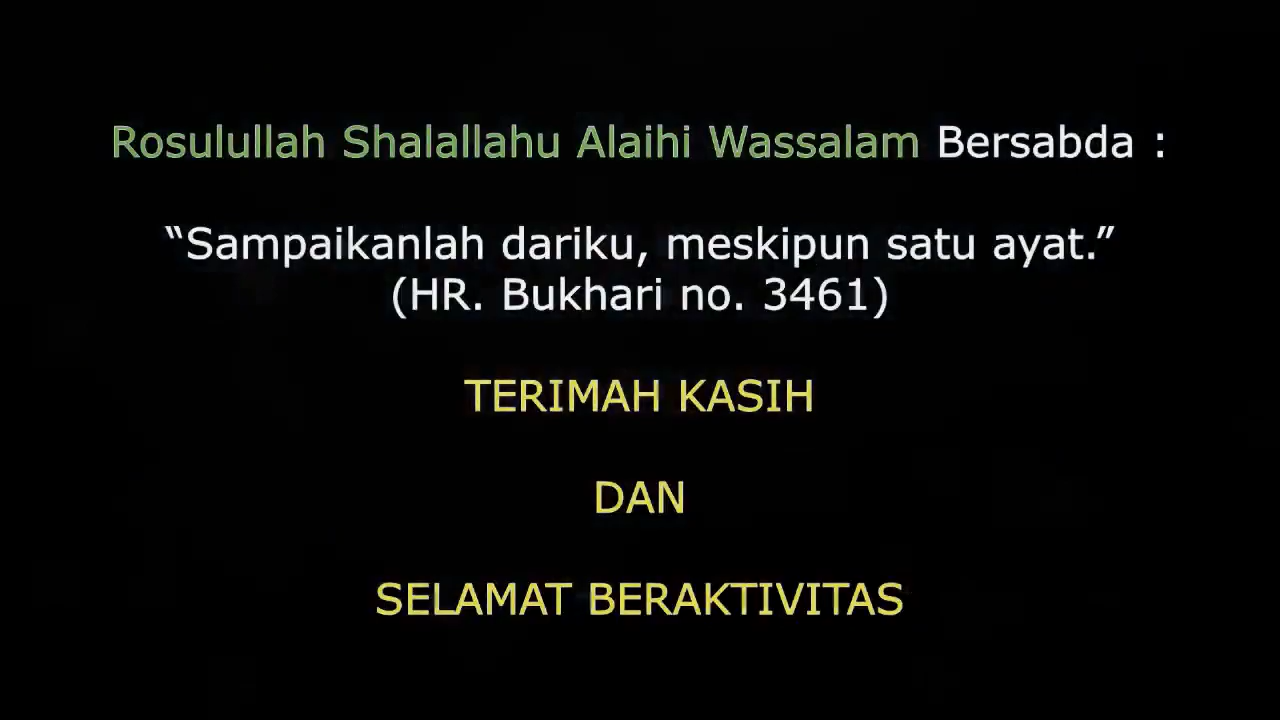 Rosulullah Shalallahu Alaihi Wassalam Bersabda :
“Sampaikanlah dariku, meskipun satu ayat.”
(HR. Bukhari no. 3461)
TERIMAH KASIH
DAN
SELAMAT BERAKTIVITAS